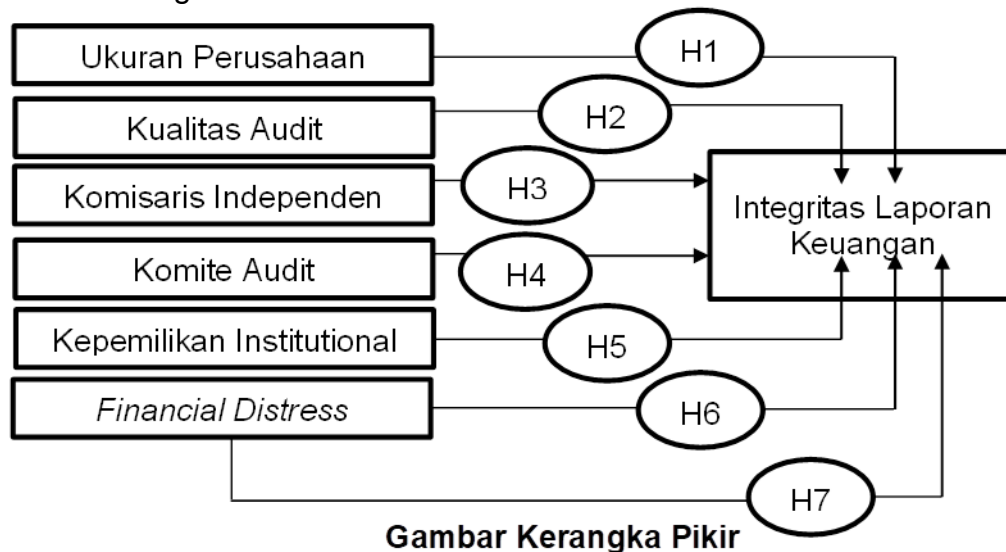 Ukuran Perusahaan
H1
Kualitas Audit
H2
Komisaris Independen
H3
Integritas Laporan
Keuangan
Komite Audit
H4
Kepemilikan Institutional
H5
Financial Distress
H6
H7
Gambar Kerangka Pikir